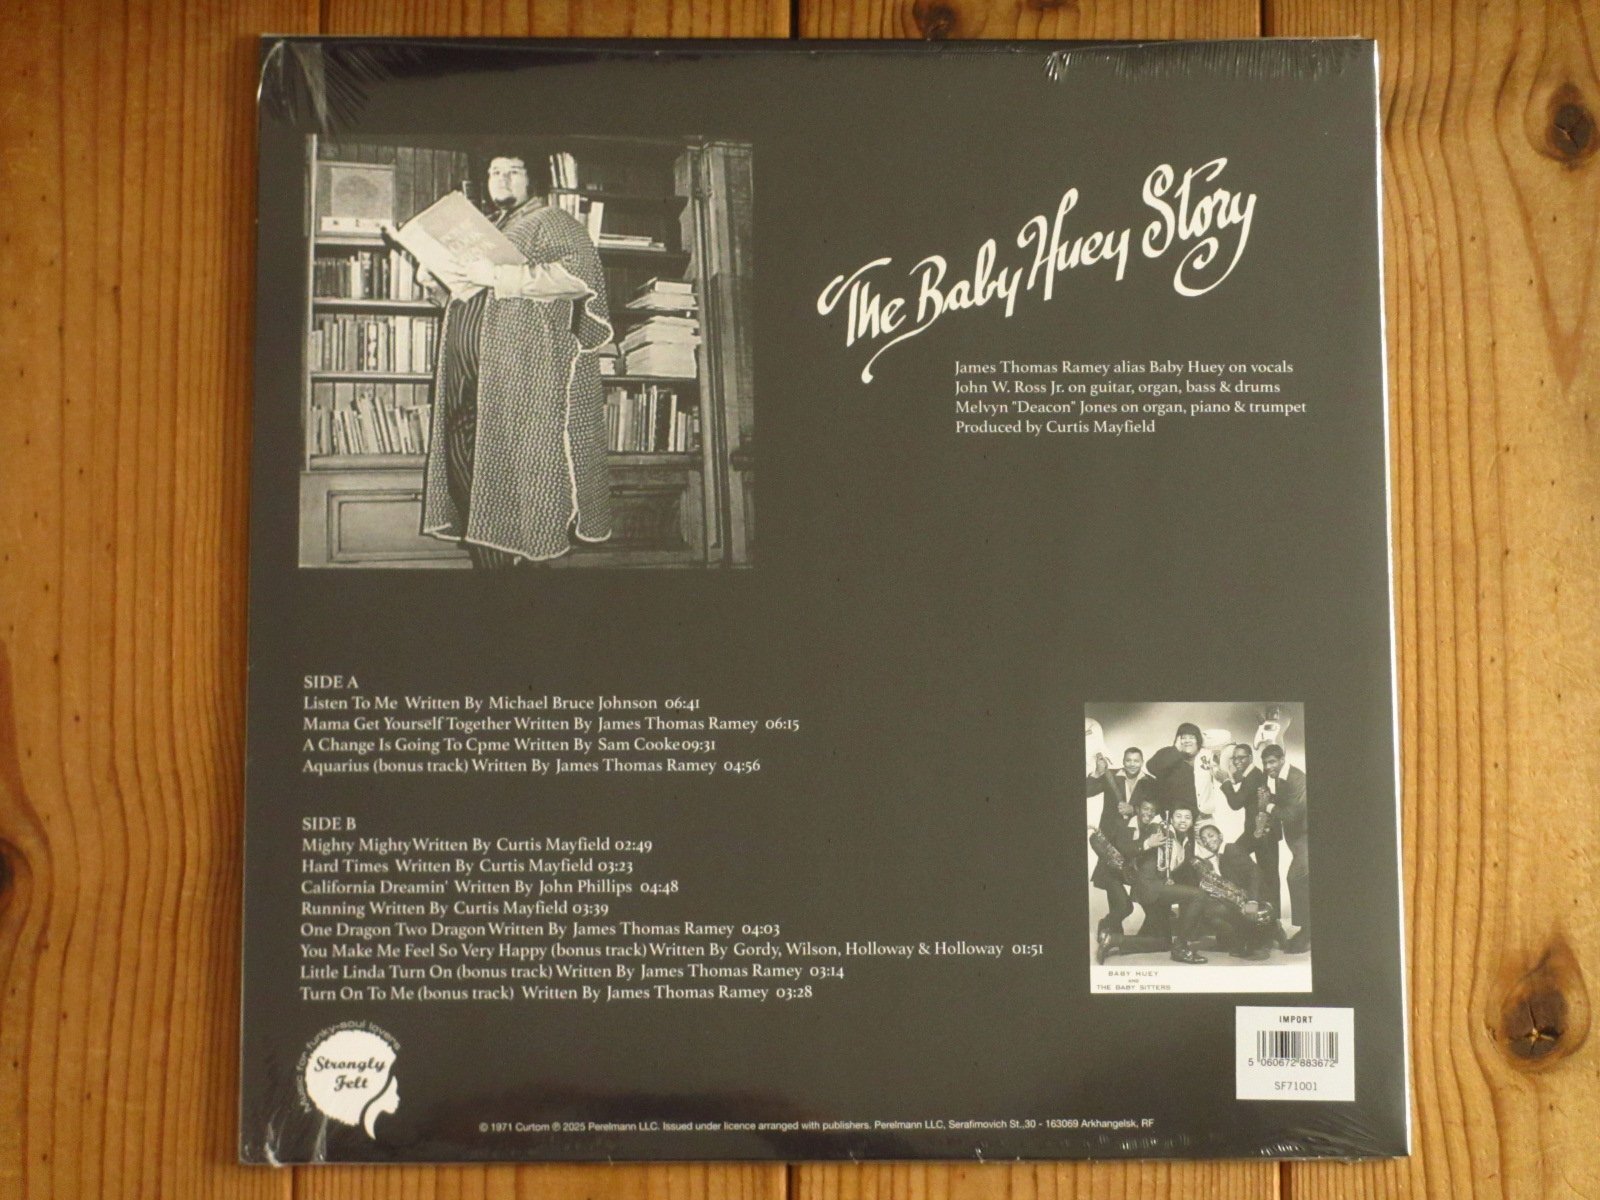 The Baby Huey Story
James Thomas Ramey alias Baby Huey on vocals
John W. Ross Jr. on guitar, organ, bass & drums
Melvyn "Deacon" Jones on organ, piano & trumpet
Produced by Curtis Mayfield
SIDE A
Listen To Me Written By Michael Bruce Johnson 06:41
Mama Get Yourself Together Written By James Thomas Ramey 06:15
A Change Is Going To Cpme Written By Sam Cooke09:31
Aquarius (bonus track) Written By James Thomas Ramey 04:56
SIDE B
Mighty MightyWritten By Curtis Mayfield 02:49
Hard Times Written By Curtis Mayfield 03:23
California Dreamin' Written By John Phillips 04:48
Running Written By Curtis Mayfield 03:39
One Dragon Two Dragon Written By James Thomas Ramey 04:03
You Make Me Feel So Very Happy (bonus track) Written By Gordy, Wilson, Holloway & Holloway 01:51
Little Linda Turn On (bonus track) Written By James Thomas Ramey 03:14
Turn On To Me (bonus track) Written By James Thomas Ramey 03:28
BABY HUEY
AND
THE BABY SITTERS
IMPORT
5 060672 883672
SF71001
Music for funky-soul lovers
Strongly
Felt
© 1971 Curtom ℗ 2025 Perelmann LLC. Issued under licence arranged with publishers. Perelmann LLC, Serafimovich St.,30 - 163069 Arkhangelsk, RF